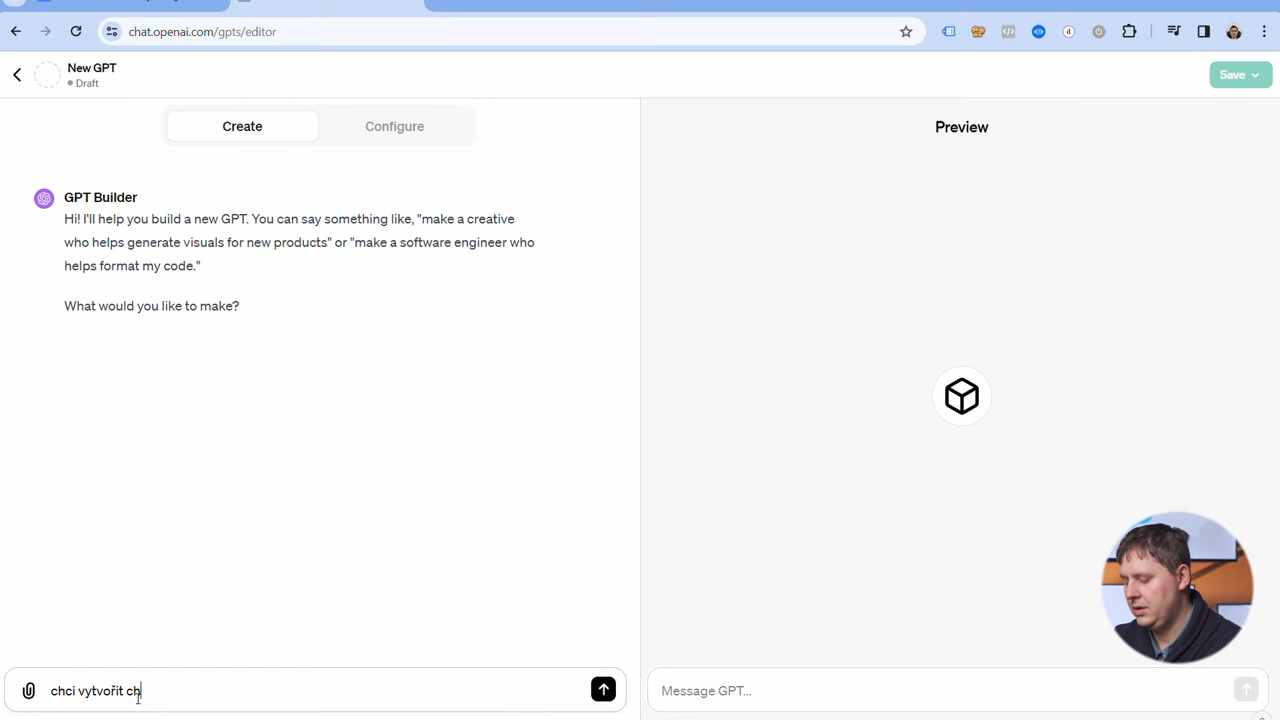 chat.openai.com/gpts/editor
New GPT
Draft
Save
Create
Configure
Preview
GPT Builder
Hi! I'll help you build a new GPT. You can say something like, "make a creative
who helps generate visuals for new products" or "make a software engineer who
helps format my code."
What would you like to make?
chci vytvořit ch
Message GPT...